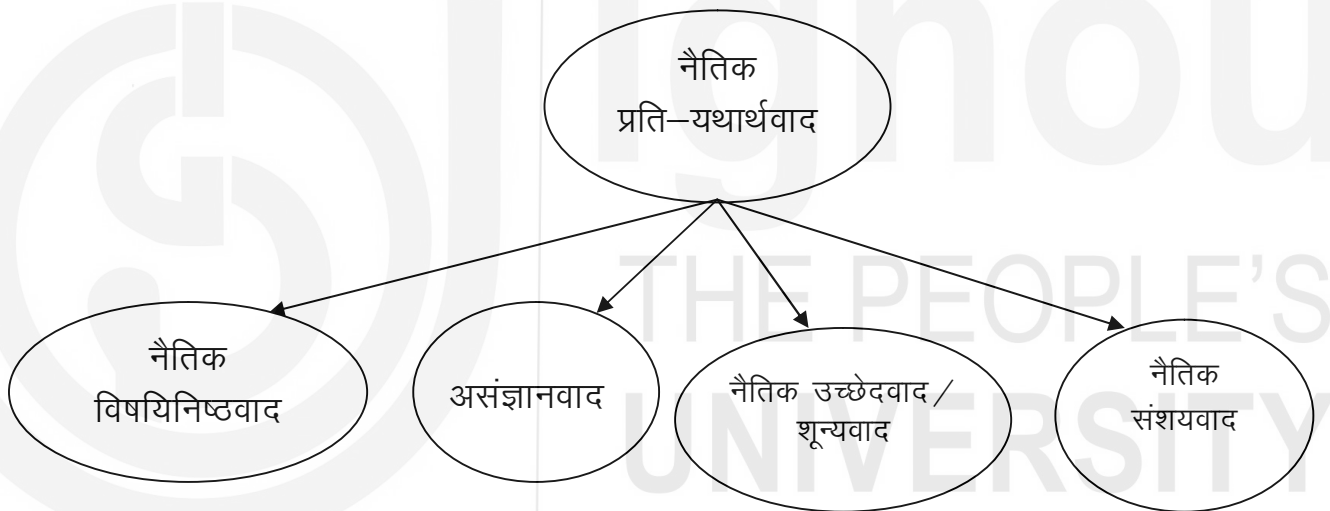 ignou
नैतिक
प्रति–यथार्थवाद
THE PEOPLE'S
UNIVERSITY
नैतिक
विषयिनिष्ठवाद
असंज्ञानवाद
नैतिक उच्छेदवाद /
शून्यवाद
नैतिक
संशयवाद